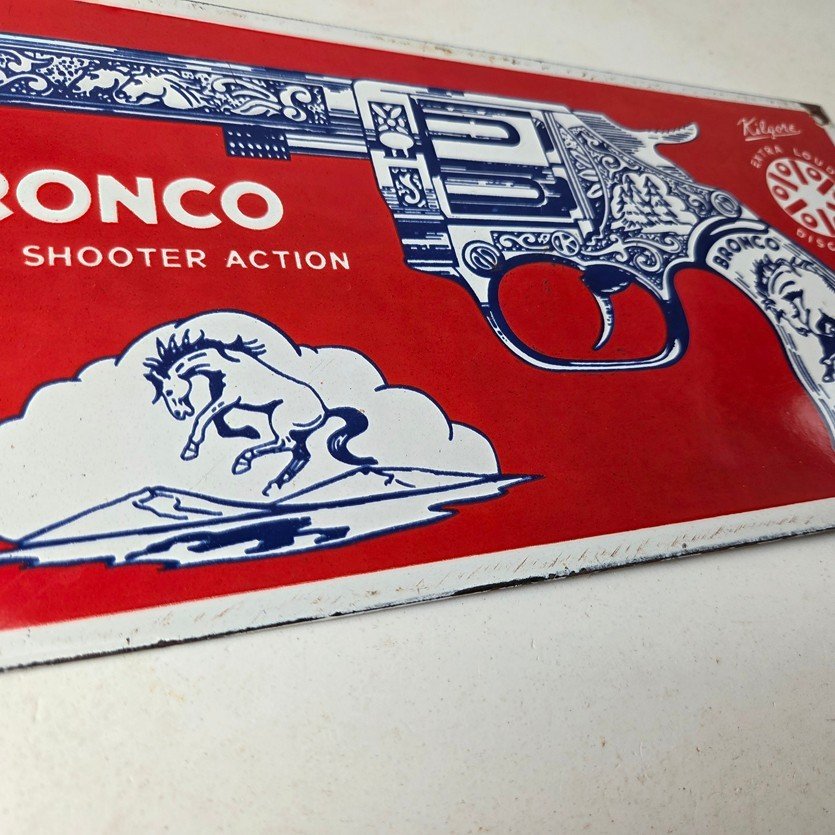 RONCO
SHOOTER ACTION
BRONCO
Kilgore
EXTRA LOUD
DISC